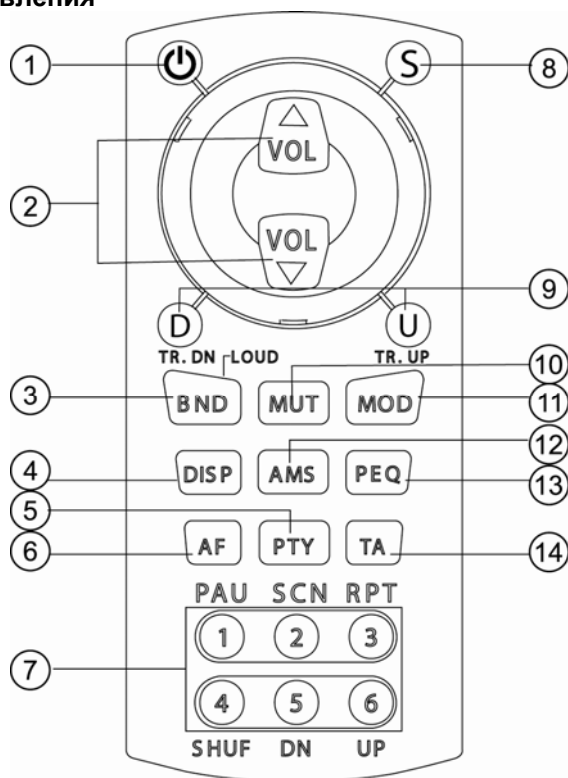 вления
1 S 8
VOL
2
VOL
9
D U
TR. DN LOUD TR. UP
10
3 BND MUT MOD 11
12
4 DISP AMS PEQ
5 13
6 AF PTY TA 14
PAU SCN RPT
1 2 3
7
4 5 6
SHUF DN UP